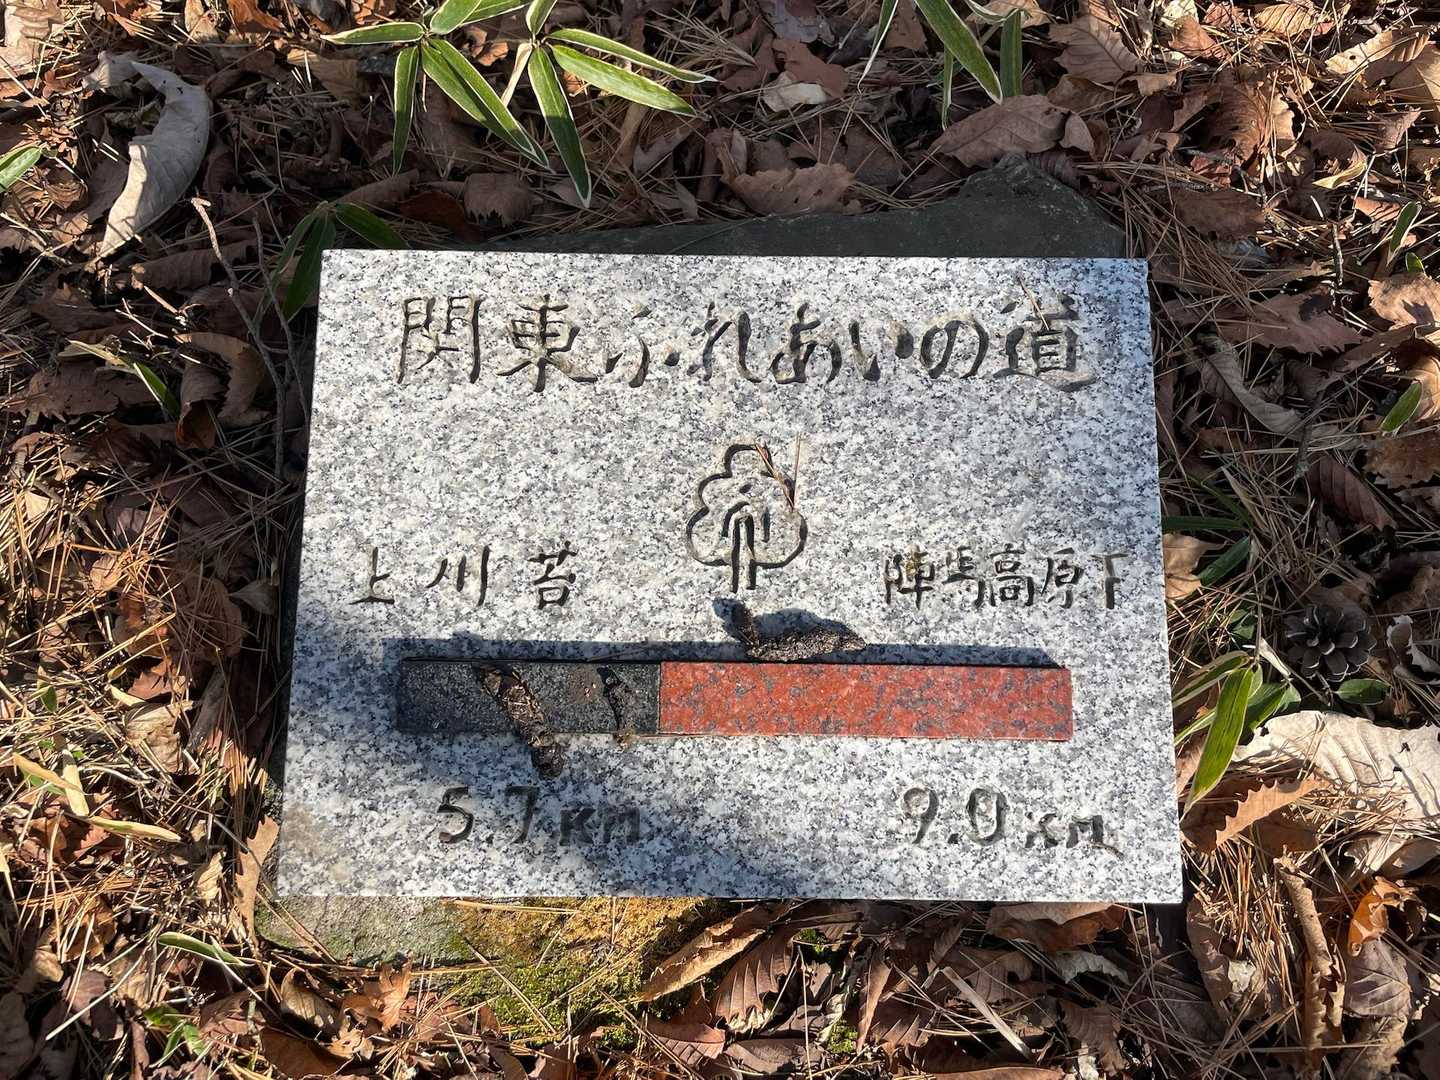 関東ふれあいの道
上川苔 陣馬高原下
5.7km 9.0km